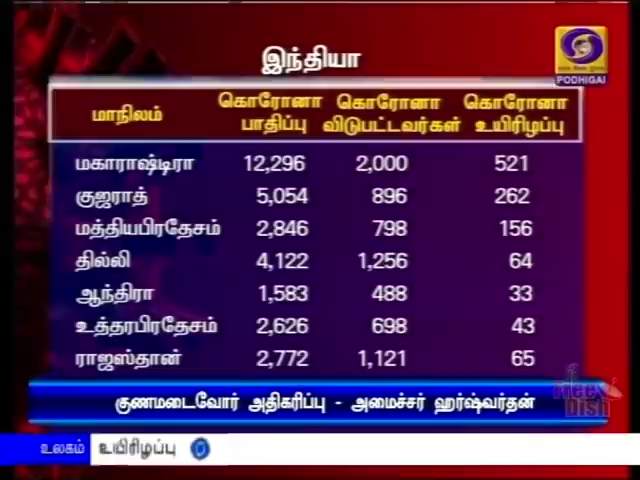 இந்தியா
PODHIGAI
மாநிலம் கொரோனா பாதிப்பு கொரோனா விடுபட்டவர்கள் கொரோனா உயிரிழப்பு
மகாராஷ்டிரா 12,296 2,000 521
குஜராத் 5,054 896 262
மத்தியபிரதேசம் 2,846 798 156
தில்லி 4,122 1,256 64
ஆந்திரா 1,583 488 33
உத்தரபிரதேசம் 2,626 698 43
ராஜஸ்தான் 2,772 1,121 65
குணமடைவோர் அதிகரிப்பு - அமைச்சர் ஹர்ஷ்வர்தன்
Free Dish
உலகம் உயிரிழப்பு